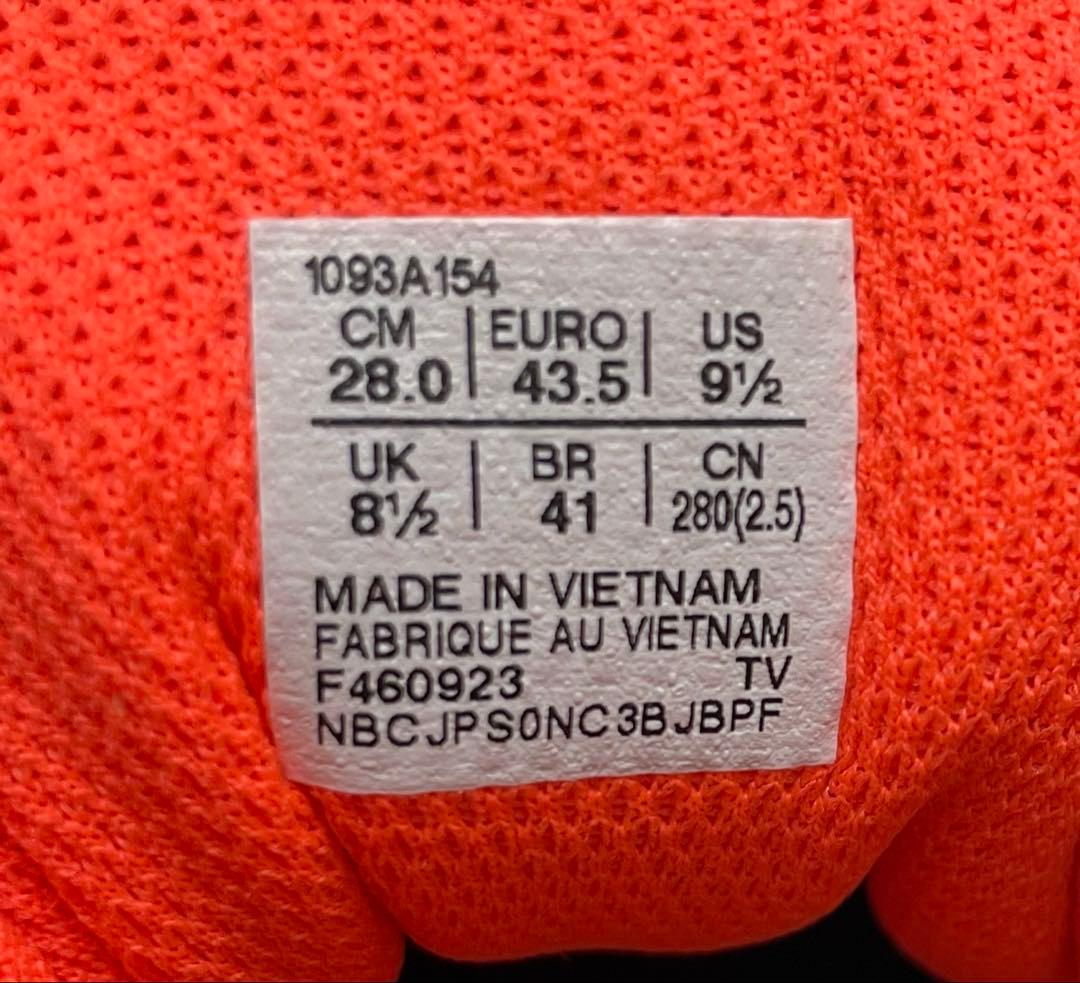 1093A154
CM | EURO | US
28.0 | 43.5 | 9½
UK | BR | CN
8½ | 41 | 280(2.5)
MADE IN VIETNAM
FABRIQUE AU VIETNAM
F460923 TV
NBCJPS0NC3BJBPF